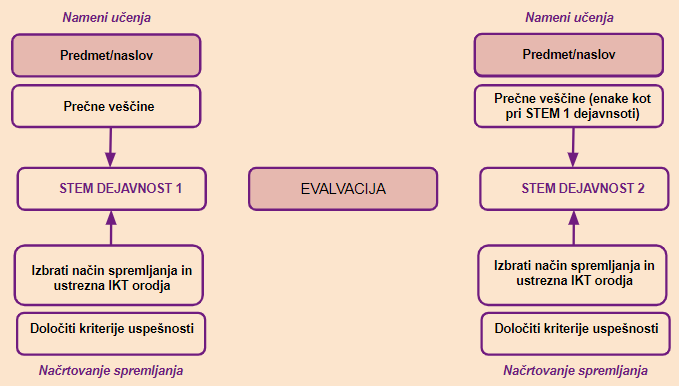 Nameni učenja
Predmet/naslov
Prečne veščine
STEM DEJAVNOST 1
Izbrati način spremljanja in
ustrezna IKT orodja
Določiti kriterije uspešnosti
Načrtovanje spremljanja
EVALVACIJA
Nameni učenja
Predmet/naslov
Prečne veščine (enake kot
pri STEM 1 dejavnsoti)
STEM DEJAVNOST 2
Izbrati način spremljanja in
ustrezna IKT orodja
Določiti kriterije uspešnosti
Načrtovanje spremljanja